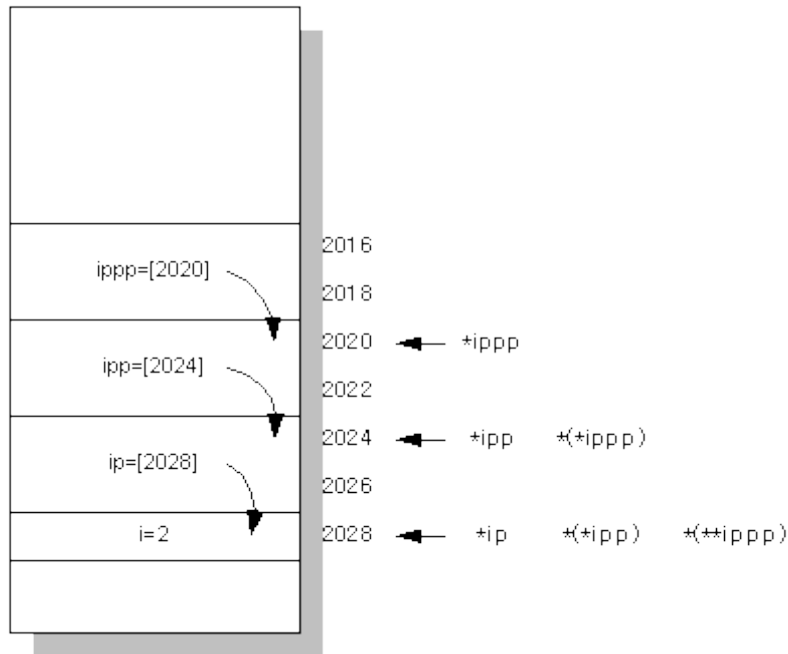 2016
ippp=[2020]
2018
2020 *ippp
ipp=[2024]
2022
2024 *ipp *(*ippp)
ip=[2028]
2026
i=2 2028 *ip *(*ipp) *(**ippp)